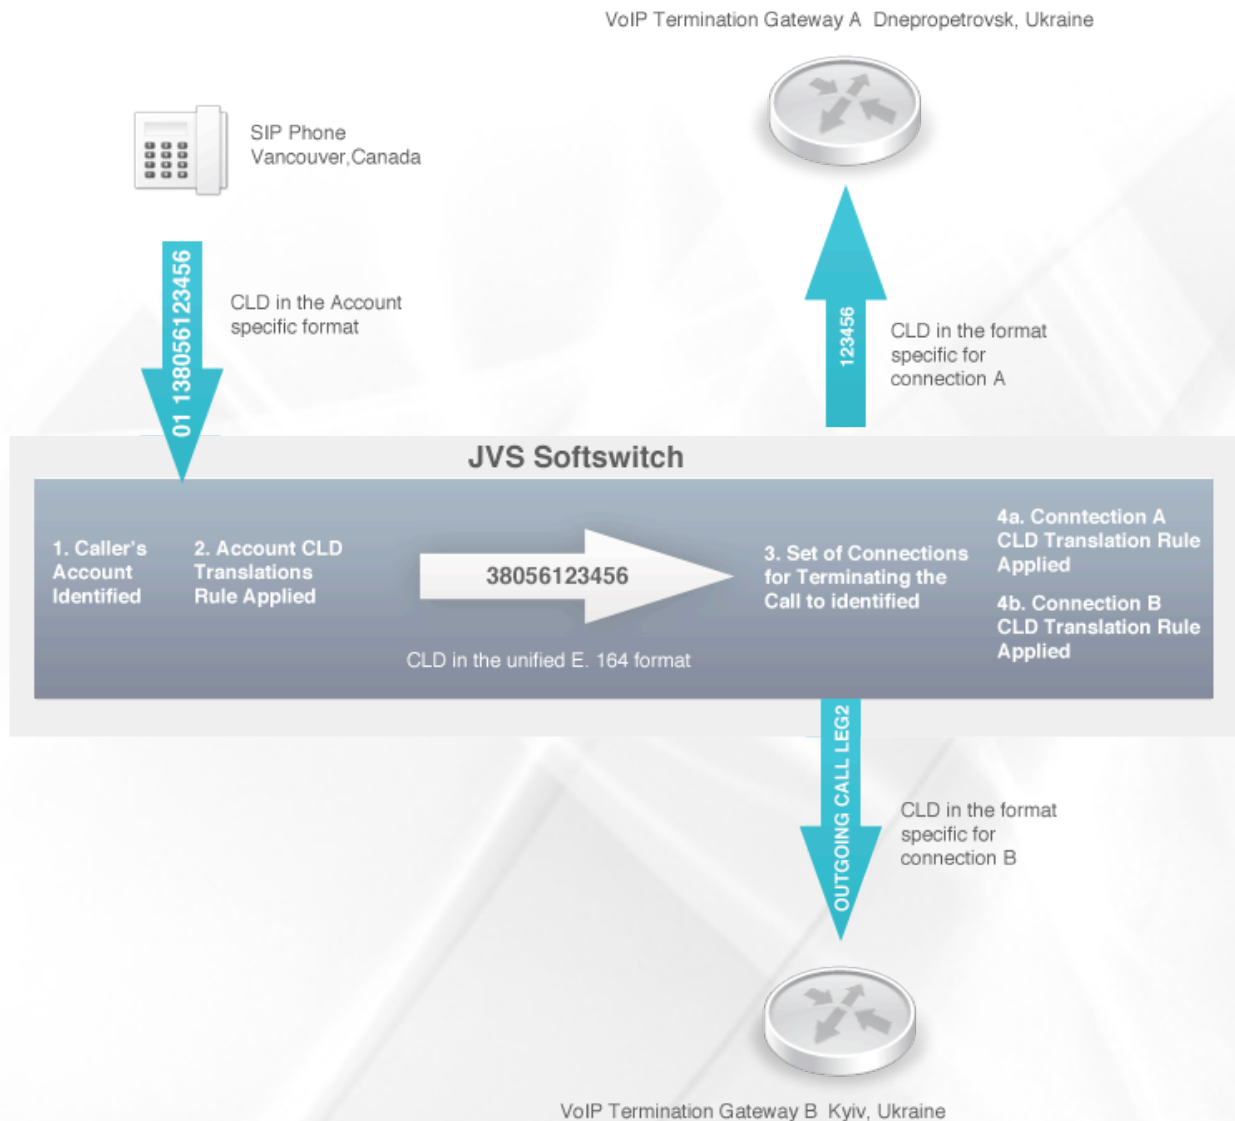 VoIP Termination Gateway A Dnepropetrovsk, Ukraine
SIP Phone
Vancouver,Canada
01 138056123456
CLD in the Account
specific format
123456
CLD in the format
specific for
connection A
JVS Softswitch
1. Caller's
Account
Identified
2. Account CLD
Translations
Rule Applied
38056123456
CLD in the unified E. 164 format
3. Set of Connections
for Terminating the
Call to identified
4a. Conntection A
CLD Translation Rule
Applied
4b. Connection B
CLD Translation Rule
Applied
OUTGOING CALL LEG2
CLD in the format
specific for
connection B
VoIP Termination Gateway B Kyiv, Ukraine